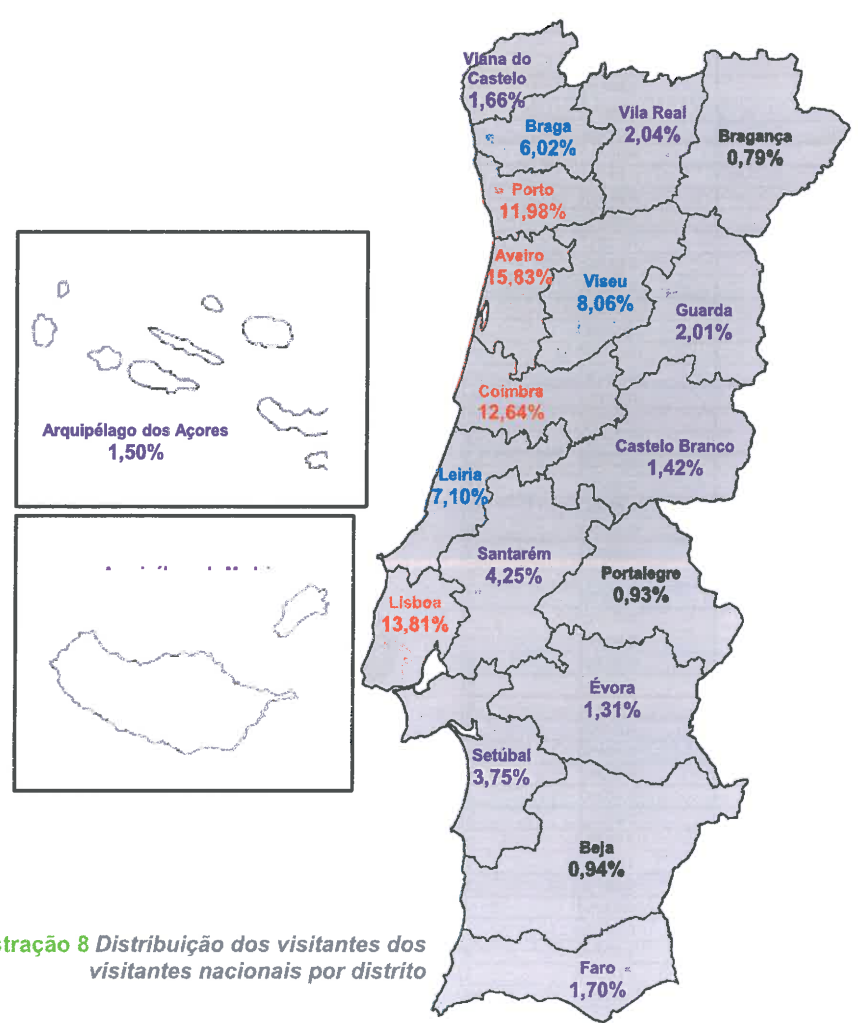 Viana do
Castelo
1,66%
Braga
6,02%
Vila Real
2,04%
Bragança
0,79%
Porto
11,98%
Aveiro
15,83%
Viseu
8,06%
Guarda
2,01%
Coimbra
12,64%
Castelo Branco
1,42%
Leiria
7,10%
Arquipélago dos Açores
1,50%
Santarém
4,25%
Portalegre
0,93%
Lisboa
13,81%
Évora
1,31%
Setúbal
3,75%
Beja
0,94%
Faro
1,70%
stração 8 Distribuição dos visitantes dos
visitantes nacionais por distrito